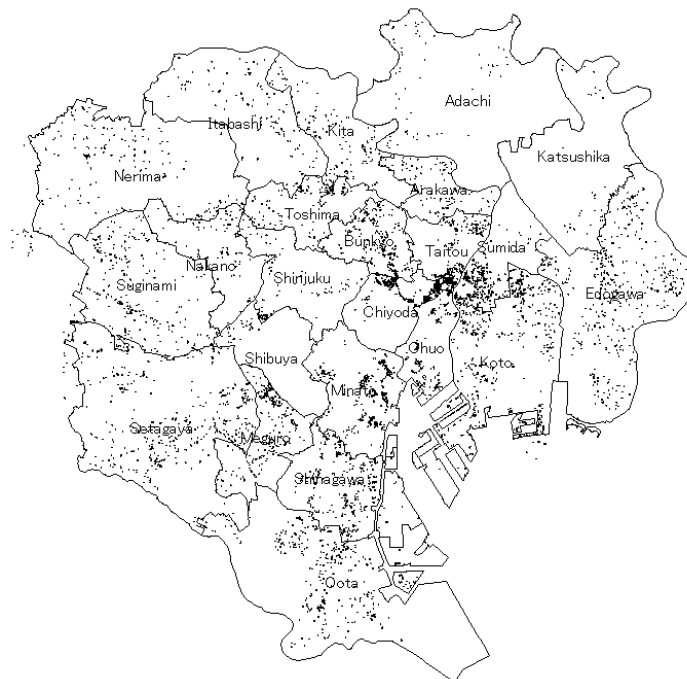 Adachi
Itabashi
Kita
Katsushika
Nerima
Arakawa
Toshima
Bunkyo
Taitou
Sumida
Nakano
Shinjuku
Suginami
Edogawa
Chiyoda
Chuo
Shibuya
Koto
Minato
Setagaya
Meguro
Shinagawa
Oota